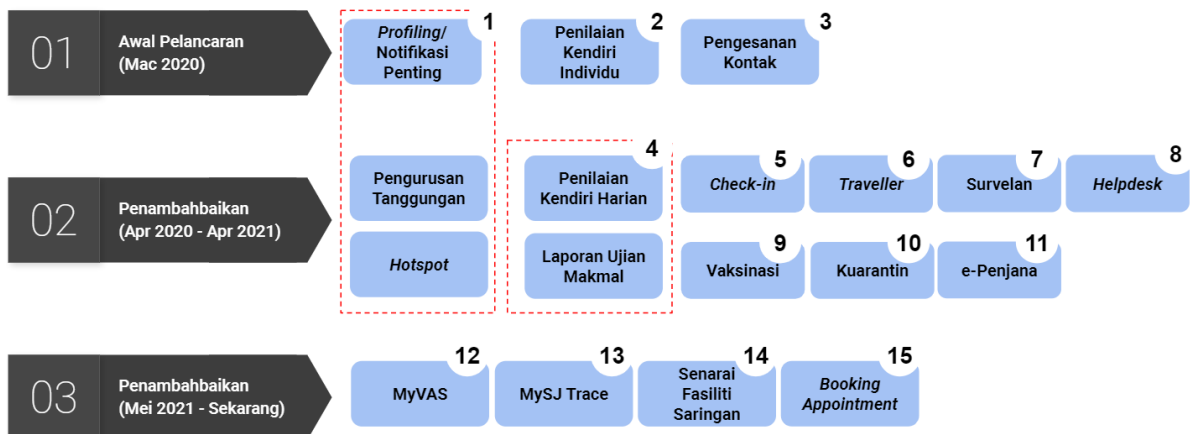 01
Awal Pelancaran
(Mac 2020)
1
Profiling/
Notifikasi
Penting
2
Penilaian
Kendiri
Individu
3
Pengesanan
Kontak
02
Penambahbaikan
(Apr 2020 - Apr 2021)
Pengurusan
Tanggungan
Hotspot
4
Penilaian
Kendiri Harian
Laporan Ujian
Makmal
5
Check-in
6
Traveller
7
Survelan
8
Helpdesk
9
Vaksinasi
10
Kuarantin
11
e-Penjana
03
Penambahbaikan
(Mei 2021 - Sekarang)
12
MyVAS
13
MySJ Trace
14
Senarai
Fasiliti
Saringan
15
Booking
Appointment